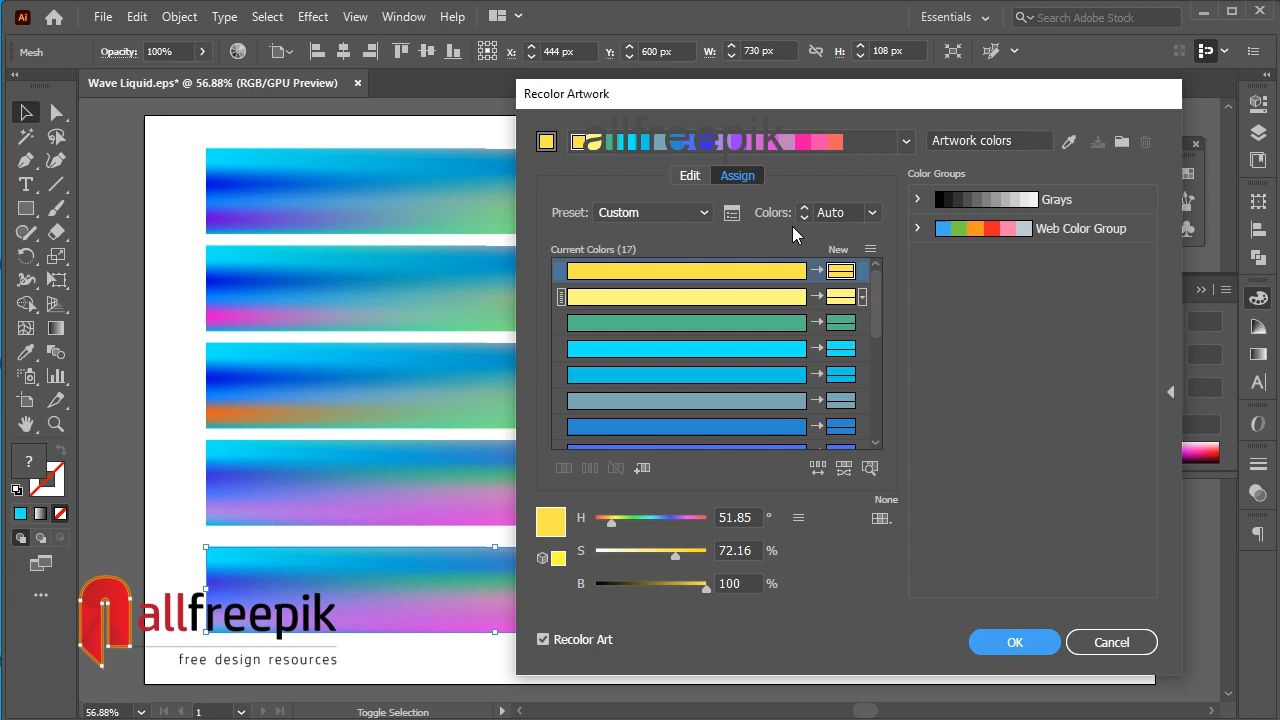 Ai
File Edit Object Type Select Effect View Window Help
Essentials
Search Adobe Stock
Mesh
Opacity: 100%
X: 444 px
Y: 600 px
W: 730 px
H: 108 px
Wave Liquid.eps* @ 56.88% (RGB/GPU Preview) ×
Recolor Artwork
allfreepik
Artwork colors
Edit Assign
Color Groups
Preset: Custom
Colors: Auto
Grays
Web Color Group
Current Colors (17)
New
None
H 51.85 °
S 72.16 %
B 100 %
?
allfreepik
free design resources
Recolor Art
OK
Cancel
56.88%
1
Toggle Selection